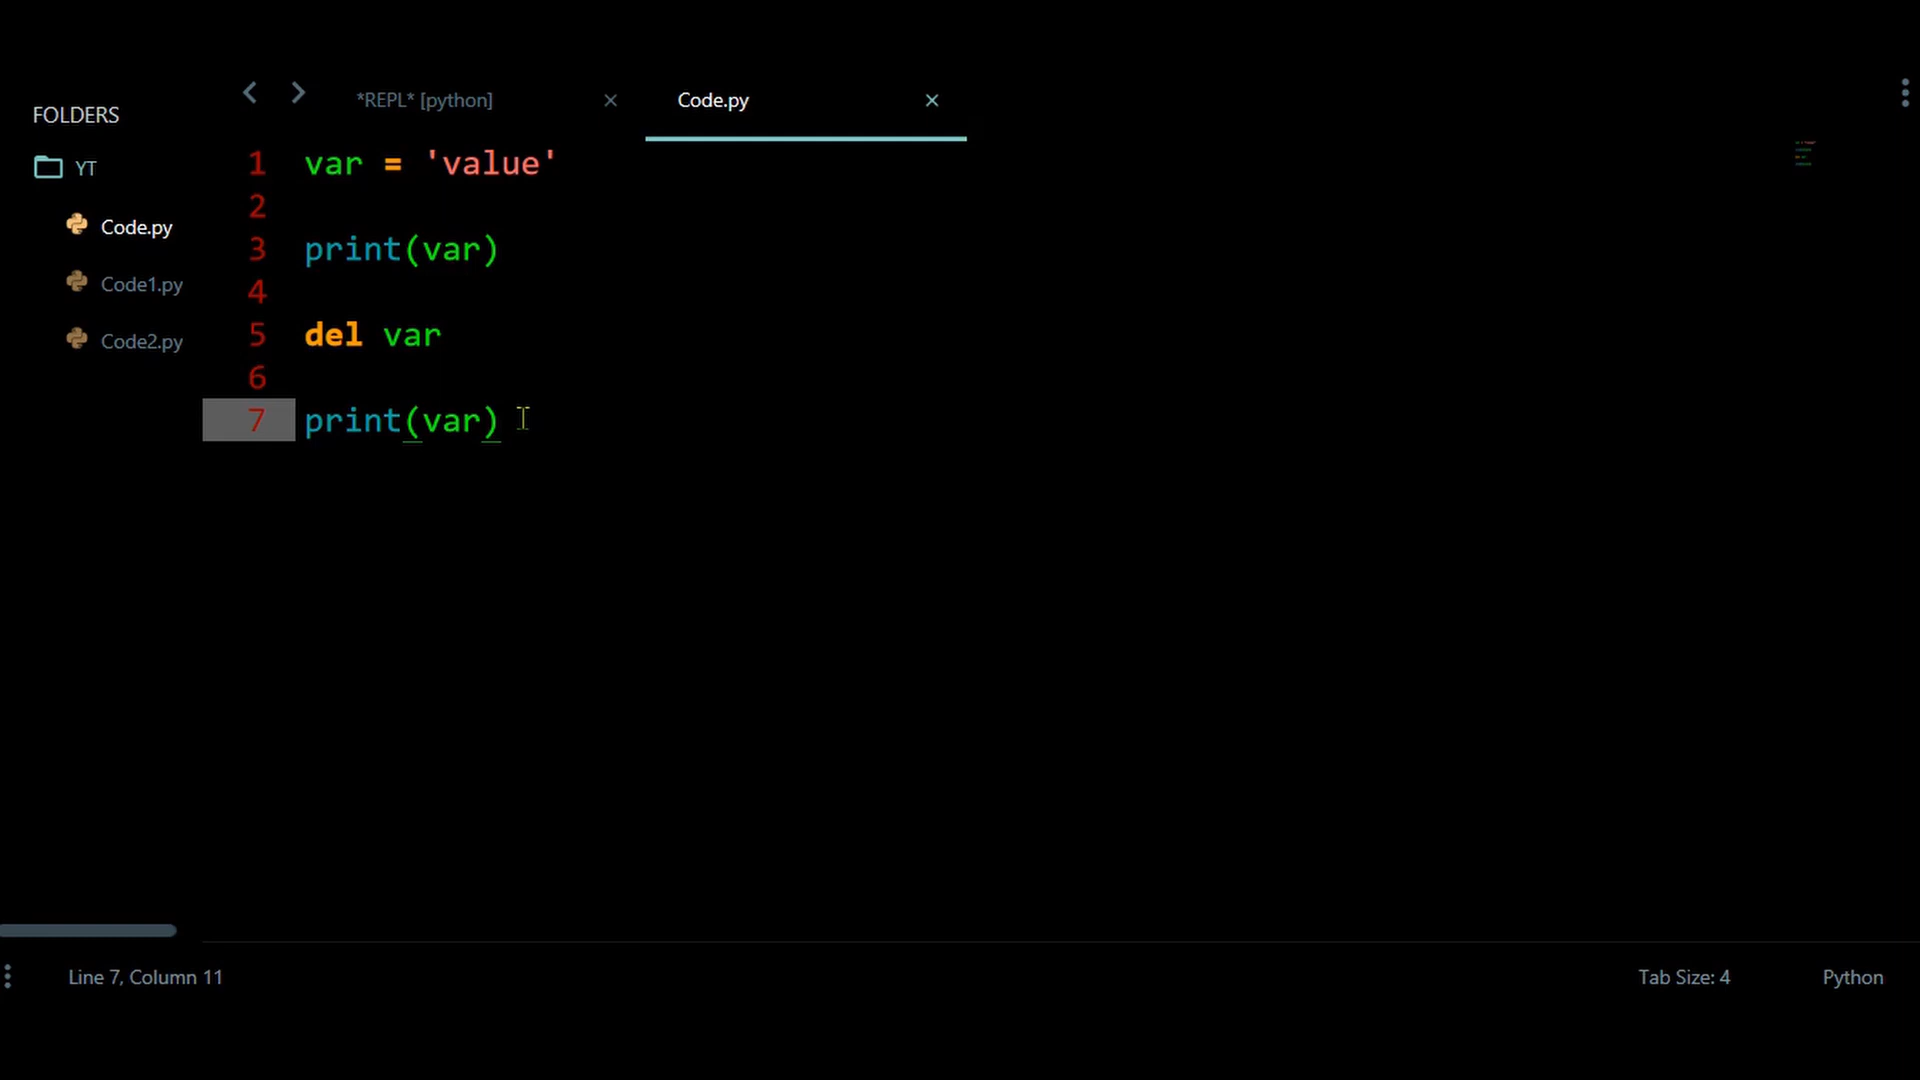 FOLDERS
YT
Code.py
Code1.py
Code2.py
*REPL* [python] × Code.py ×
1 var = 'value'
2
3 print(var)
4
5 del var
6
7 print(var)
Line 7, Column 11
Tab Size: 4
Python